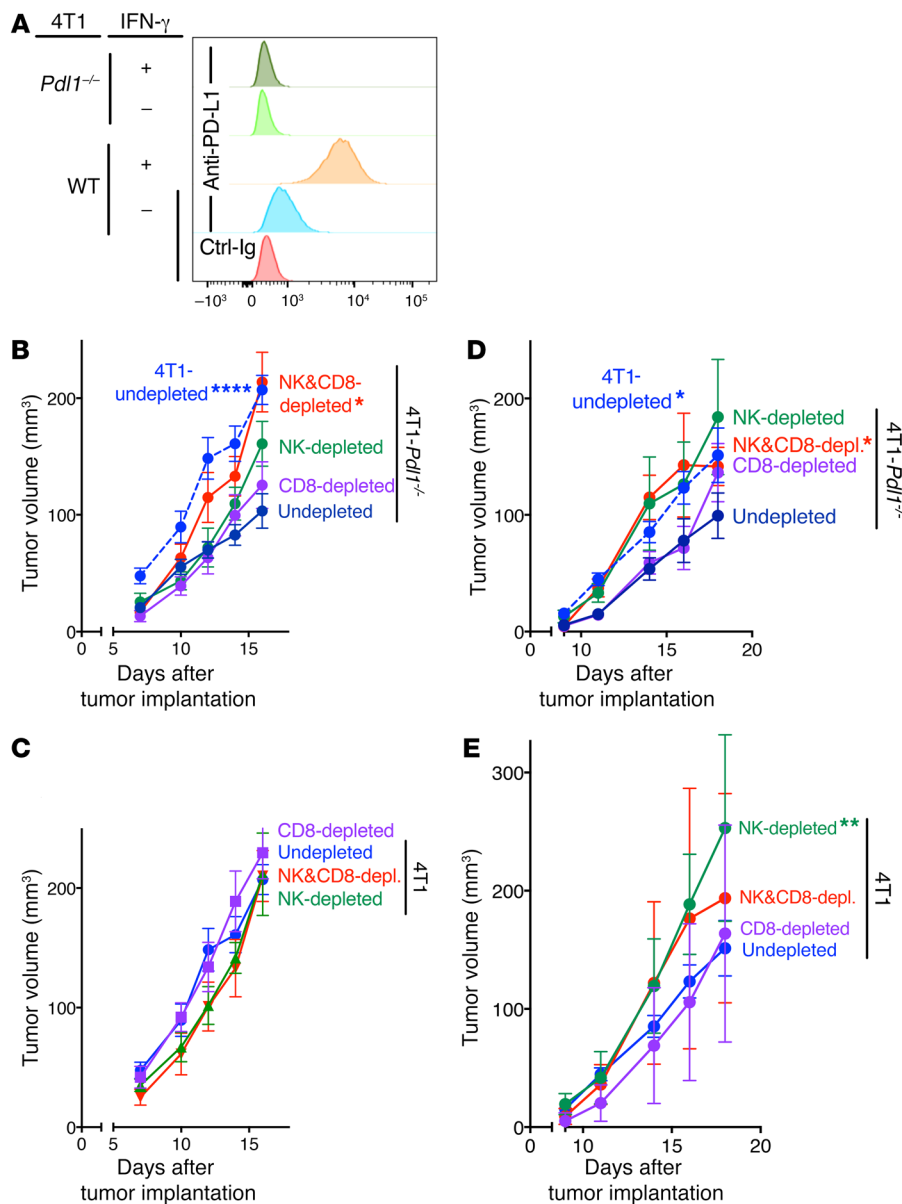 A
4T1 IFN-γ
Pdl1–/–
+
–
WT
+
–
Anti-PD-L1
Ctrl-Ig
–10³ 0 10³ 10⁴ 10⁵
B
Tumor volume (mm³)
200
100
0
0 5 10 15
Days after
tumor implantation
4T1-
undepleted ****
NK&CD8-
depleted *
NK-depleted
CD8-depleted
Undepleted
4T1-Pdl1-/-
D
Tumor volume (mm³)
200
100
0
0 10 15 20
Days after
tumor implantation
4T1-
undepleted *
NK-depleted
NK&CD8-depl.*
CD8-depleted
Undepleted
4T1-Pdl1–/–
C
Tumor volume (mm³)
200
100
0
0 5 10 15
Days after
tumor implantation
CD8-depleted
Undepleted
NK&CD8-depl.
NK-depleted
4T1
E
Tumor volume (mm³)
300
200
100
0
0 10 15 20
Days after
tumor implantation
NK-depleted **
NK&CD8-depl.
CD8-depleted
Undepleted
4T1